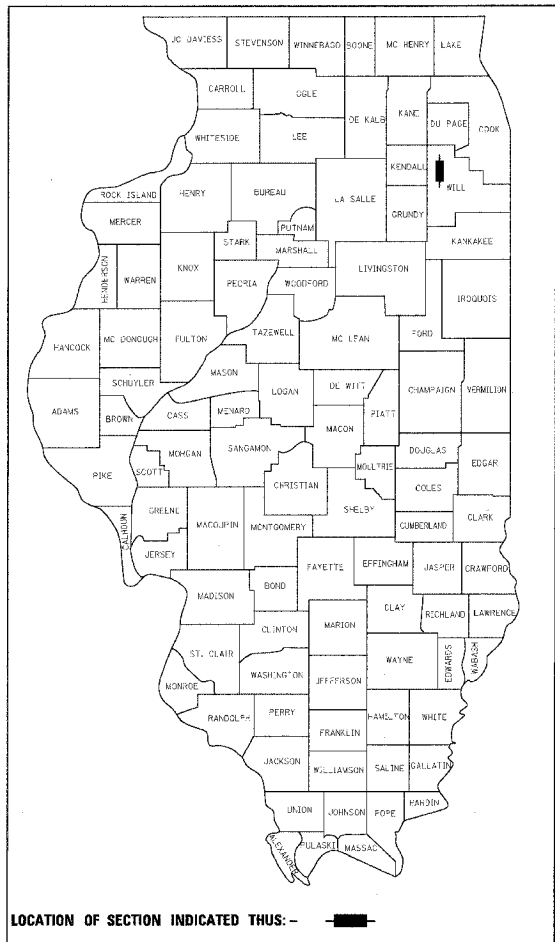 JO DAVIESS STEVENSON WINNEBAGO BOONE MC HENRY LAKE
CARROLL OGLE DE KALB KANE DU PAGE COOK
WHITESIDE LEE KENDALL WILL
ROCK ISLAND HENRY BUREAU LA SALLE GRUNDY
MERCER PUTNAM KANKAKEE
HENDERSON WARREN KNOX STARK MARSHALL LIVINGSTON
PEORIA WOODFORD IROQUOIS
HANCOCK MC DONOUGH FULTON TAZEWELL MC LEAN FORD
SCHUYLER MASON
ADAMS BROWN CASS MENARD LOGAN DE WITT PIATT CHAMPAIGN VERMILION
MACON
PIKE SCOTT MORGAN SANGAMON MOULTRIE DOUGLAS EDGAR
CHRISTIAN COLES
CALHOUN GREENE MACOUPIN MONTGOMERY SHELBY CUMBERLAND CLARK
JERSEY
FAYETTE EFFINGHAM JASPER CRAWFORD
MADISON BOND
CLAY RICHLAND LAWRENCE
CLINTON MARION
ST. CLAIR WAYNE EDWARDS WABASH
WASHINGTON JEFFERSON
MONROE
RANDOLPH PERRY HAMILTON WHITE
FRANKLIN
JACKSON WILLIAMSON SALINE GALLATIN
UNION JOHNSON POPE HARDIN
ALEXANDER PULASKI MASSAC
LOCATION OF SECTION INDICATED THUS:-